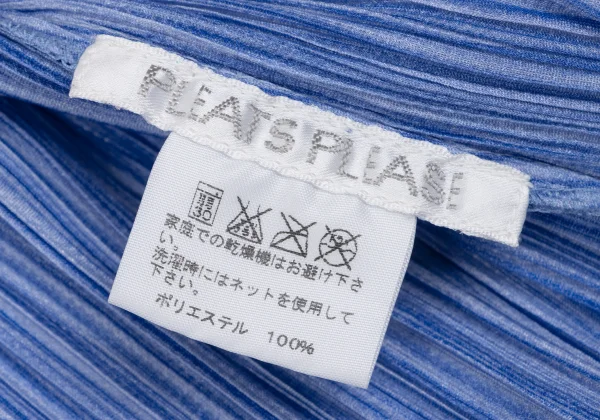 PLEATS PLEASE
家庭での乾燥機はお避け下さ
い。
洗濯時にはネットを使用して
下さい。
ポリエステル 100%